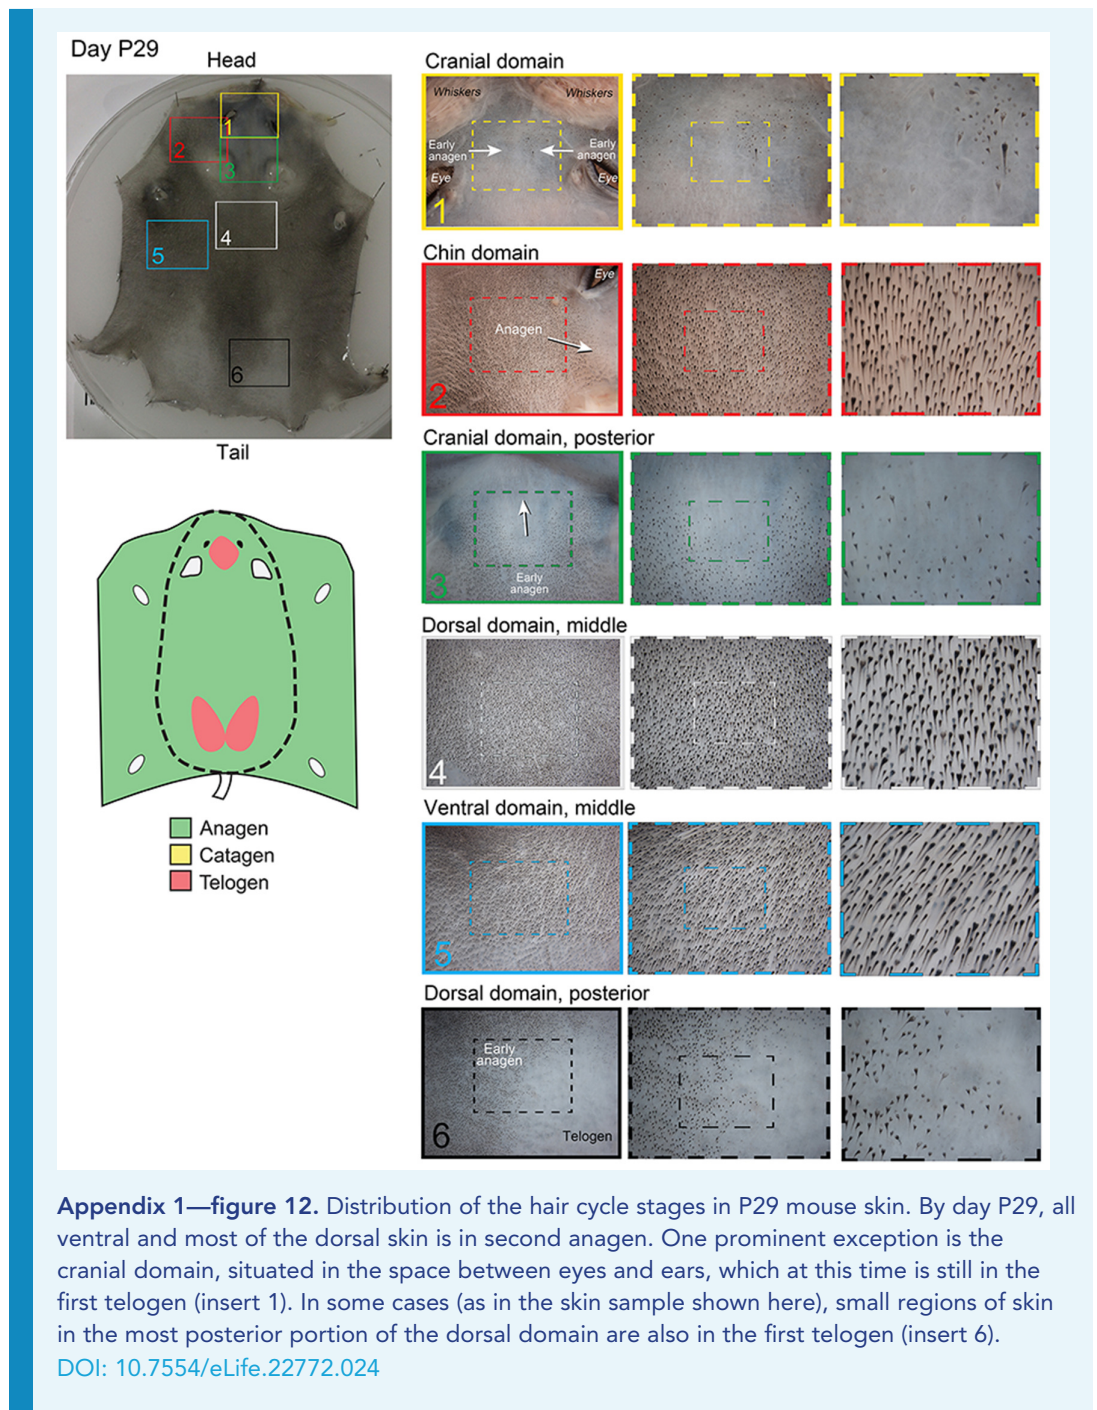 Day P29
Head
1
2
3
4
5
6
Tail
Anagen
Catagen
Telogen
Cranial domain
Whiskers
Whiskers
Early
anagen
Early
anagen
Eye
Eye
1
Chin domain
Eye
Anagen
2
Cranial domain, posterior
Early
anagen
3
Dorsal domain, middle
4
Ventral domain, middle
5
Dorsal domain, posterior
Early
anagen
Telogen
6
Appendix 1—figure 12. Distribution of the hair cycle stages in P29 mouse skin. By day P29, all
ventral and most of the dorsal skin is in second anagen. One prominent exception is the
cranial domain, situated in the space between eyes and ears, which at this time is still in the
first telogen (insert 1). In some cases (as in the skin sample shown here), small regions of skin
in the most posterior portion of the dorsal domain are also in the first telogen (insert 6).
DOI: 10.7554/eLife.22772.024